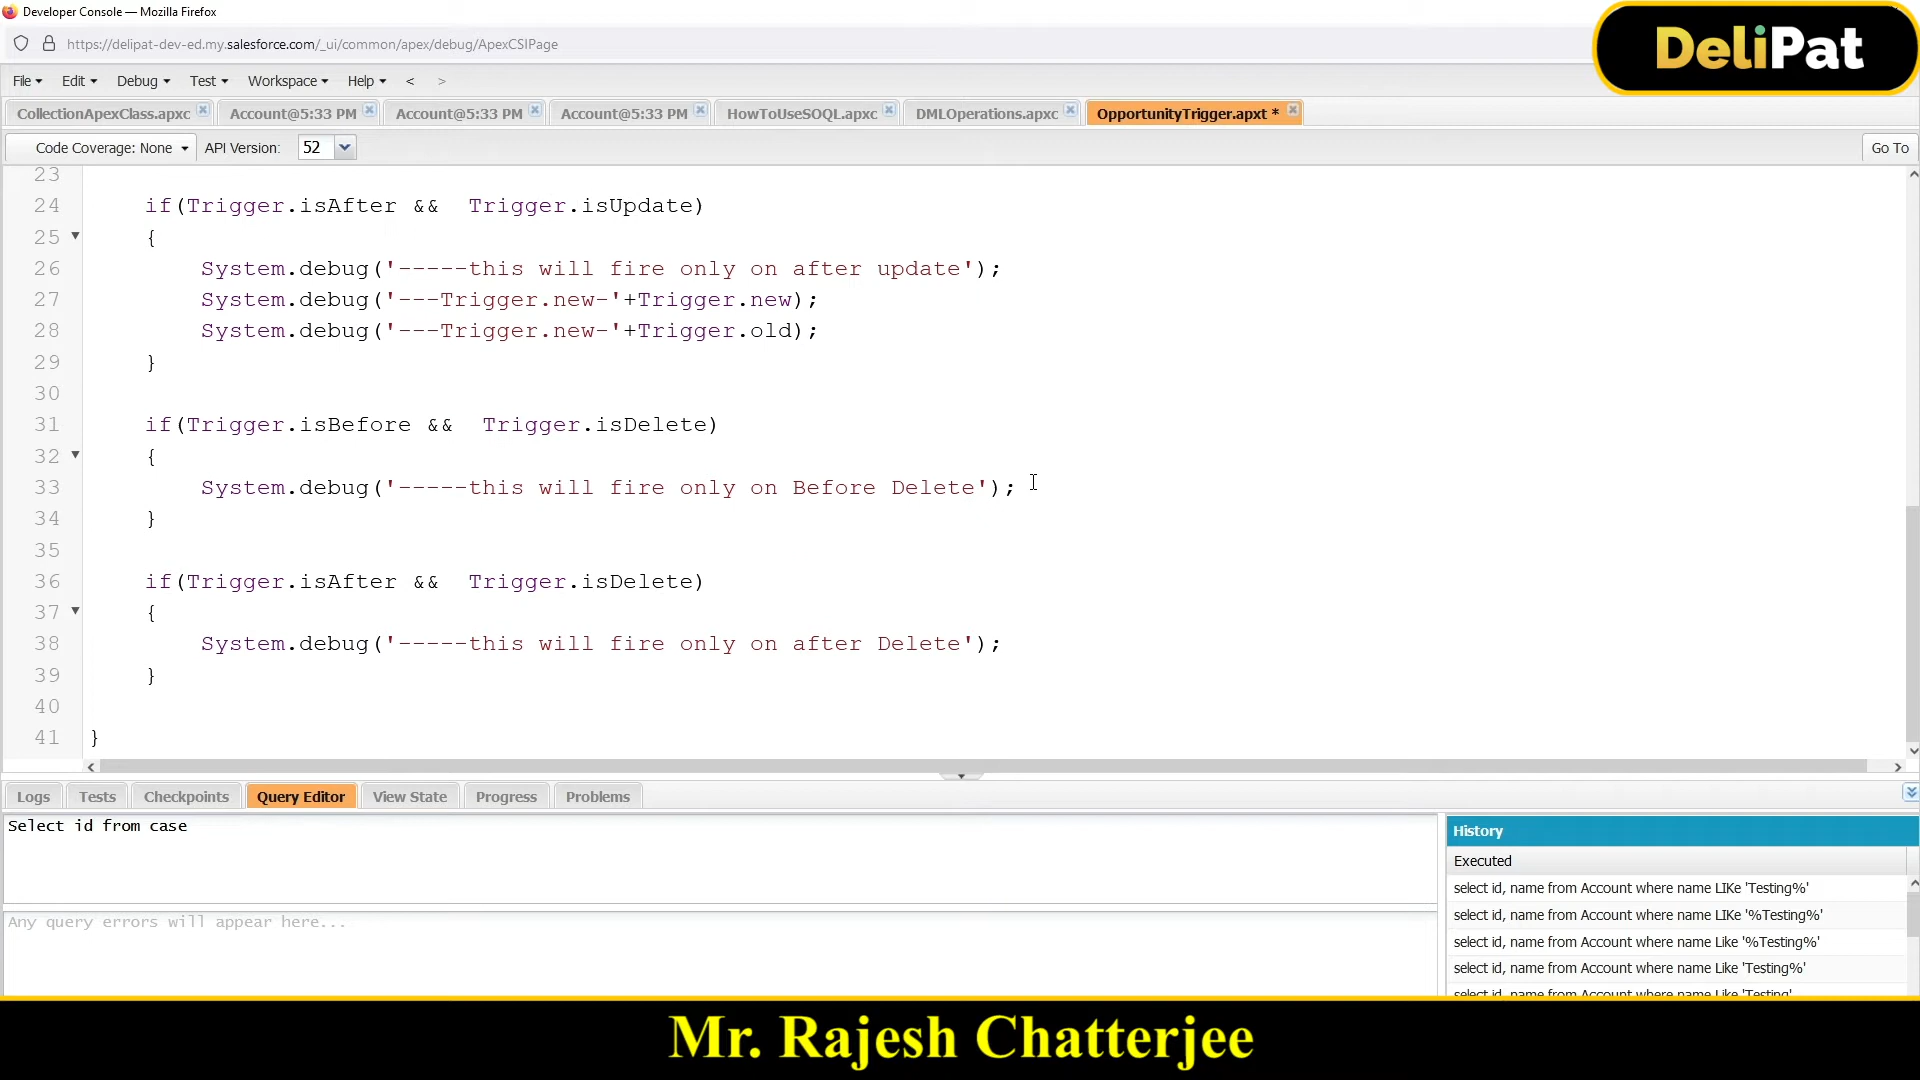 Developer Console — Mozilla Firefox
https://delipat-dev-ed.my.salesforce.com/_ui/common/apex/debug/ApexCSIPage
DeliPat
File Edit Debug Test Workspace Help < >
CollectionApexClass.apxc Account@5:33 PM Account@5:33 PM Account@5:33 PM HowToUseSOQL.apxc DMLOperations.apxc OpportunityTrigger.apxt *
Code Coverage: None API Version: 52 Go To
23
24 if(Trigger.isAfter && Trigger.isUpdate)
25 {
26 System.debug('-----this will fire only on after update');
27 System.debug('---Trigger.new-'+Trigger.new);
28 System.debug('---Trigger.new-'+Trigger.old);
29 }
30
31 if(Trigger.isBefore && Trigger.isDelete)
32 {
33 System.debug('-----this will fire only on Before Delete');
34 }
35
36 if(Trigger.isAfter && Trigger.isDelete)
37 {
38 System.debug('-----this will fire only on after Delete');
39 }
40
41 }
Logs Tests Checkpoints Query Editor View State Progress Problems
Select id from case
Any query errors will appear here...
History
Executed
select id, name from Account where name LIKe 'Testing%'
select id, name from Account where name LIKe '%Testing%'
select id, name from Account where name Like '%Testing%'
select id, name from Account where name Like 'Testing%'
select id, name from Account where name Like 'Testing'
Mr. Rajesh Chatterjee